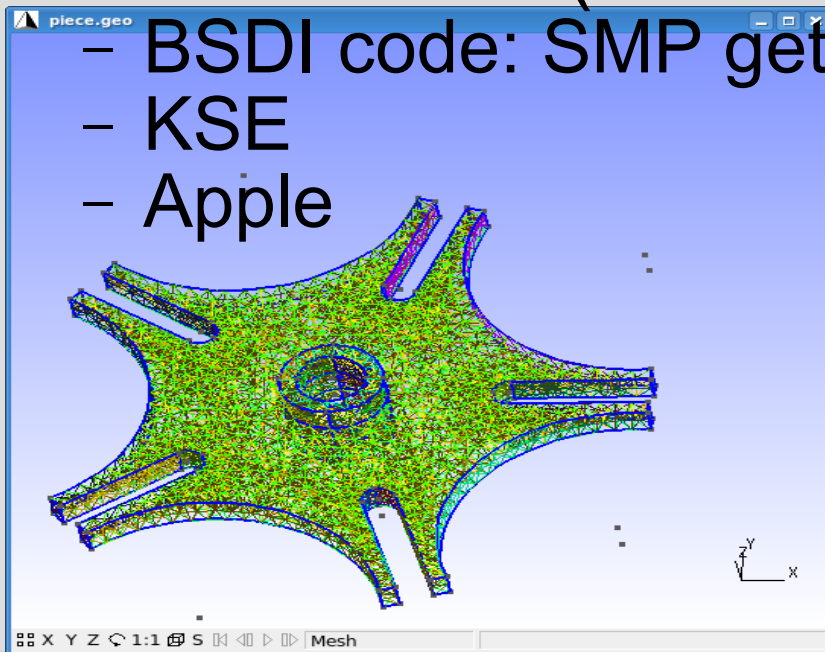 piece.geo
– BSDI code: SMP get
– KSE
– Apple
Y
Z
X
X Y Z 1:1 S Mesh